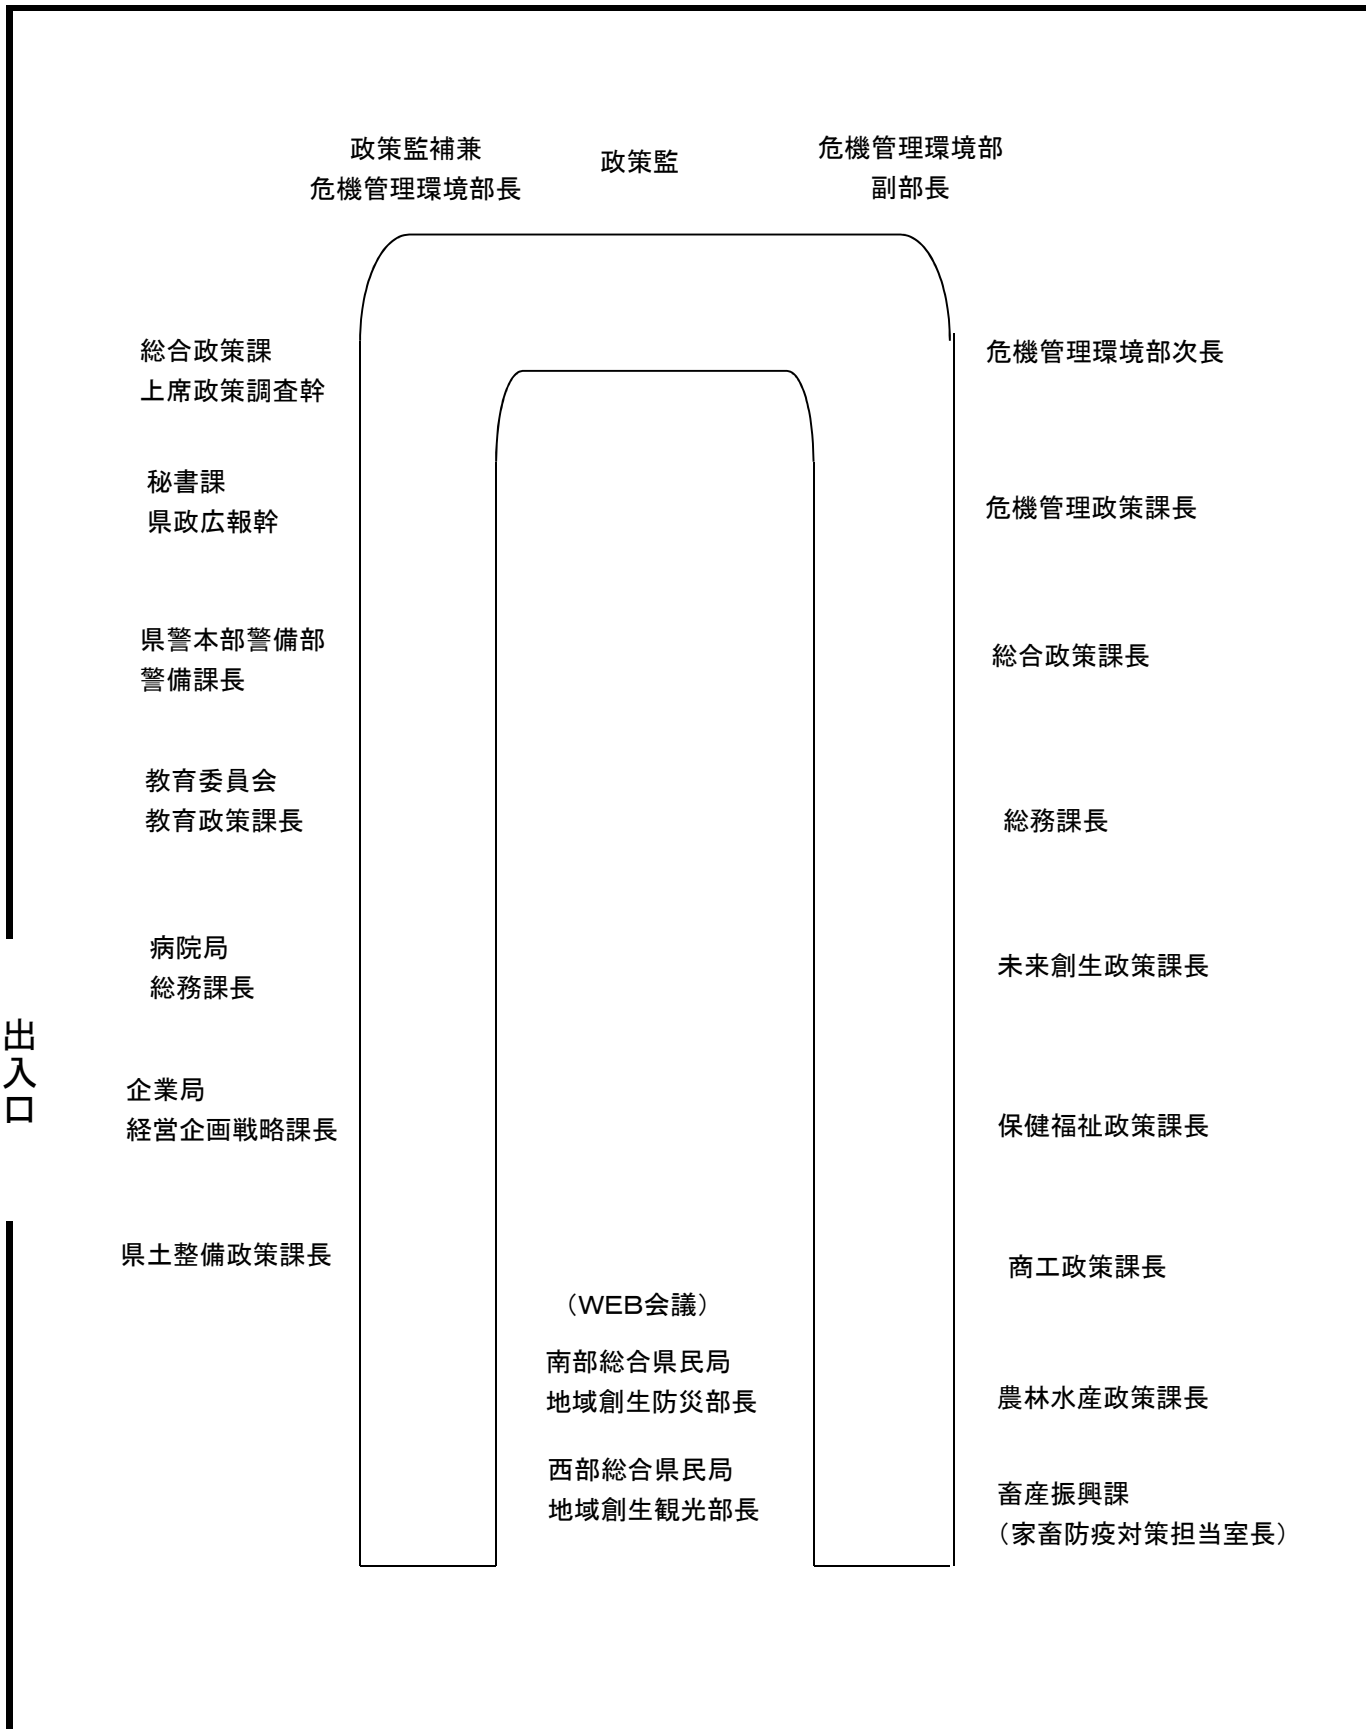 政策監補兼
危機管理環境部長
政策監
危機管理環境部
副部長
総合政策課
上席政策調査幹
秘書課
県政広報幹
県警本部警備部
警備課長
教育委員会
教育政策課長
病院局
総務課長
企業局
経営企画戦略課長
県土整備政策課長
出入口
(WEB会議)
南部総合県民局
地域創生防災部長
西部総合県民局
地域創生観光部長
危機管理環境部次長
危機管理政策課長
総合政策課長
総務課長
未来創生政策課長
保健福祉政策課長
商工政策課長
農林水産政策課長
畜産振興課
(家畜防疫対策担当室長)